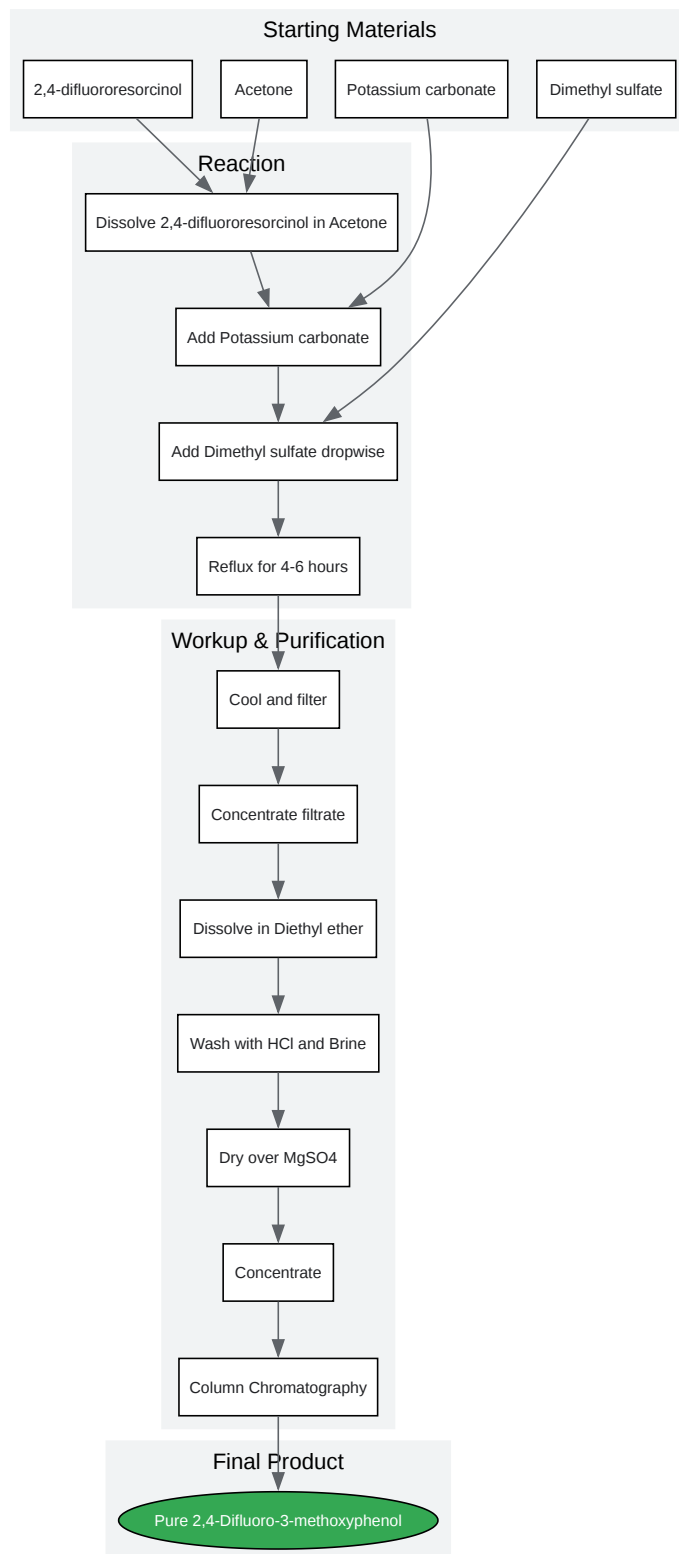 Starting Materials
2,4-difluororesorcinol
Acetone
Potassium carbonate
Dimethyl sulfate
Reaction
Dissolve 2,4-difluororesorcinol in Acetone
Add Potassium carbonate
Add Dimethyl sulfate dropwise
Reflux for 4-6 hours
Workup & Purification
Cool and filter
Concentrate filtrate
Dissolve in Diethyl ether
Wash with HCl and Brine
Dry over MgSO4
Concentrate
Column Chromatography
Final Product
Pure 2,4-Difluoro-3-methoxyphenol